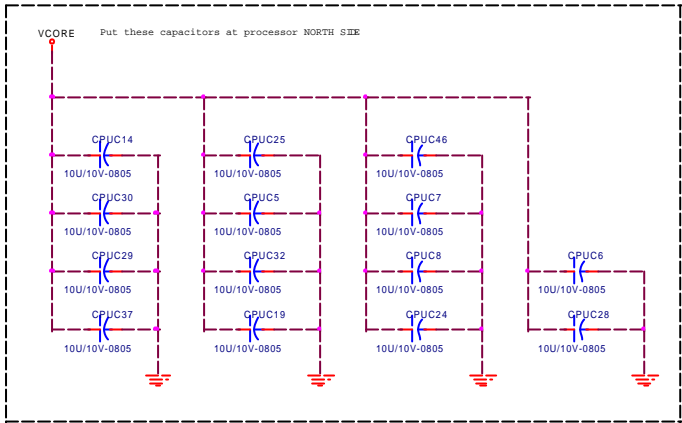 VCORE Put these capacitors at processor NORTH SIDE
CPUC14 CPUC25 CPUC46
10U/10V-0805 10U/10V-0805 10U/10V-0805
CPUC30 CPUC5 CPUC7
10U/10V-0805 10U/10V-0805 10U/10V-0805
CPUC29 CPUC32 CPUC8 CPUC6
10U/10V-0805 10U/10V-0805 10U/10V-0805 10U/10V-0805
CPUC37 CPUC19 CPUC24 CPUC28
10U/10V-0805 10U/10V-0805 10U/10V-0805 10U/10V-0805